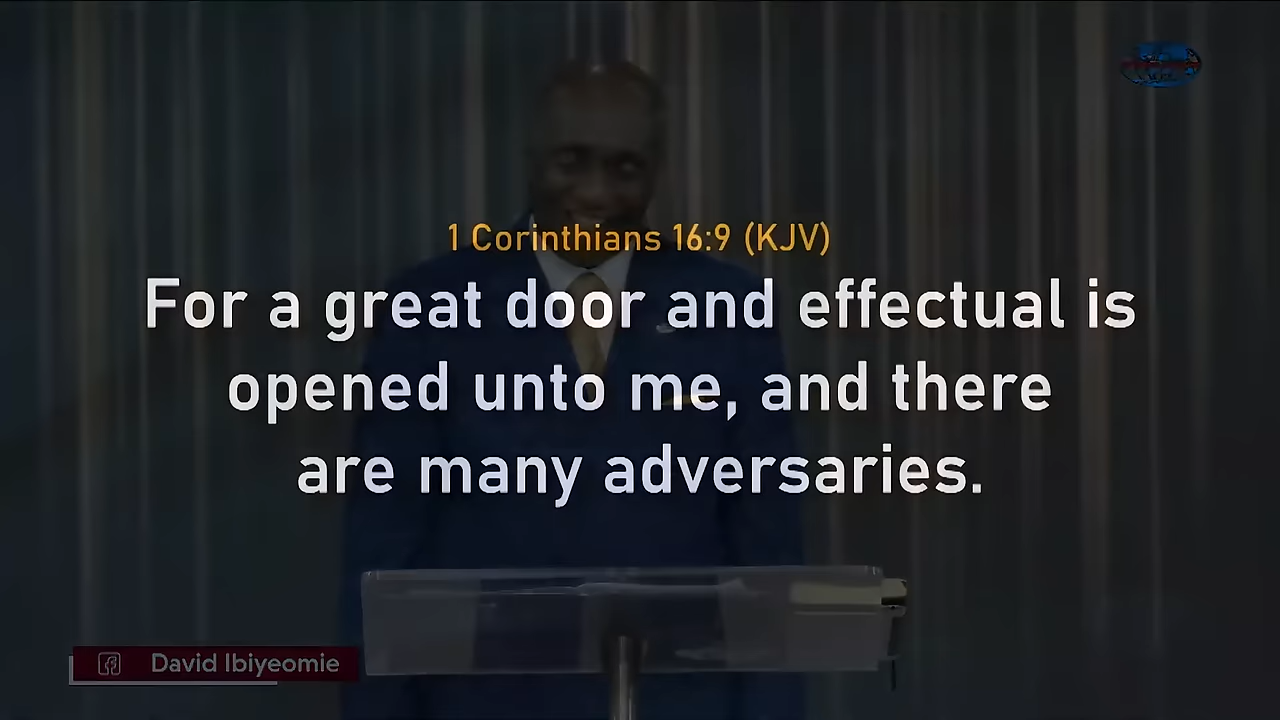 1 Corinthians 16:9 (KJV)
For a great door and effectual is
opened unto me, and there
are many adversaries.
David Ibiyeomie